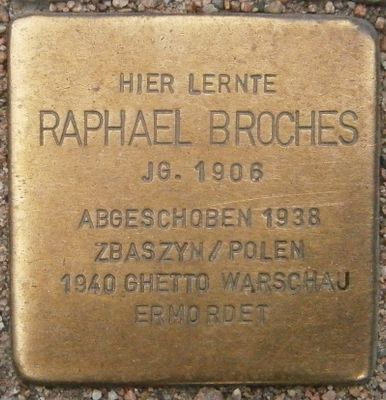 HIER LERNTE
RAPHAEL BROCHES
JG. 1906
ABGESCHOBEN 1938
ZBASZYN/POLEN
1940 GHETTO WARSCHAU
ERMORDET